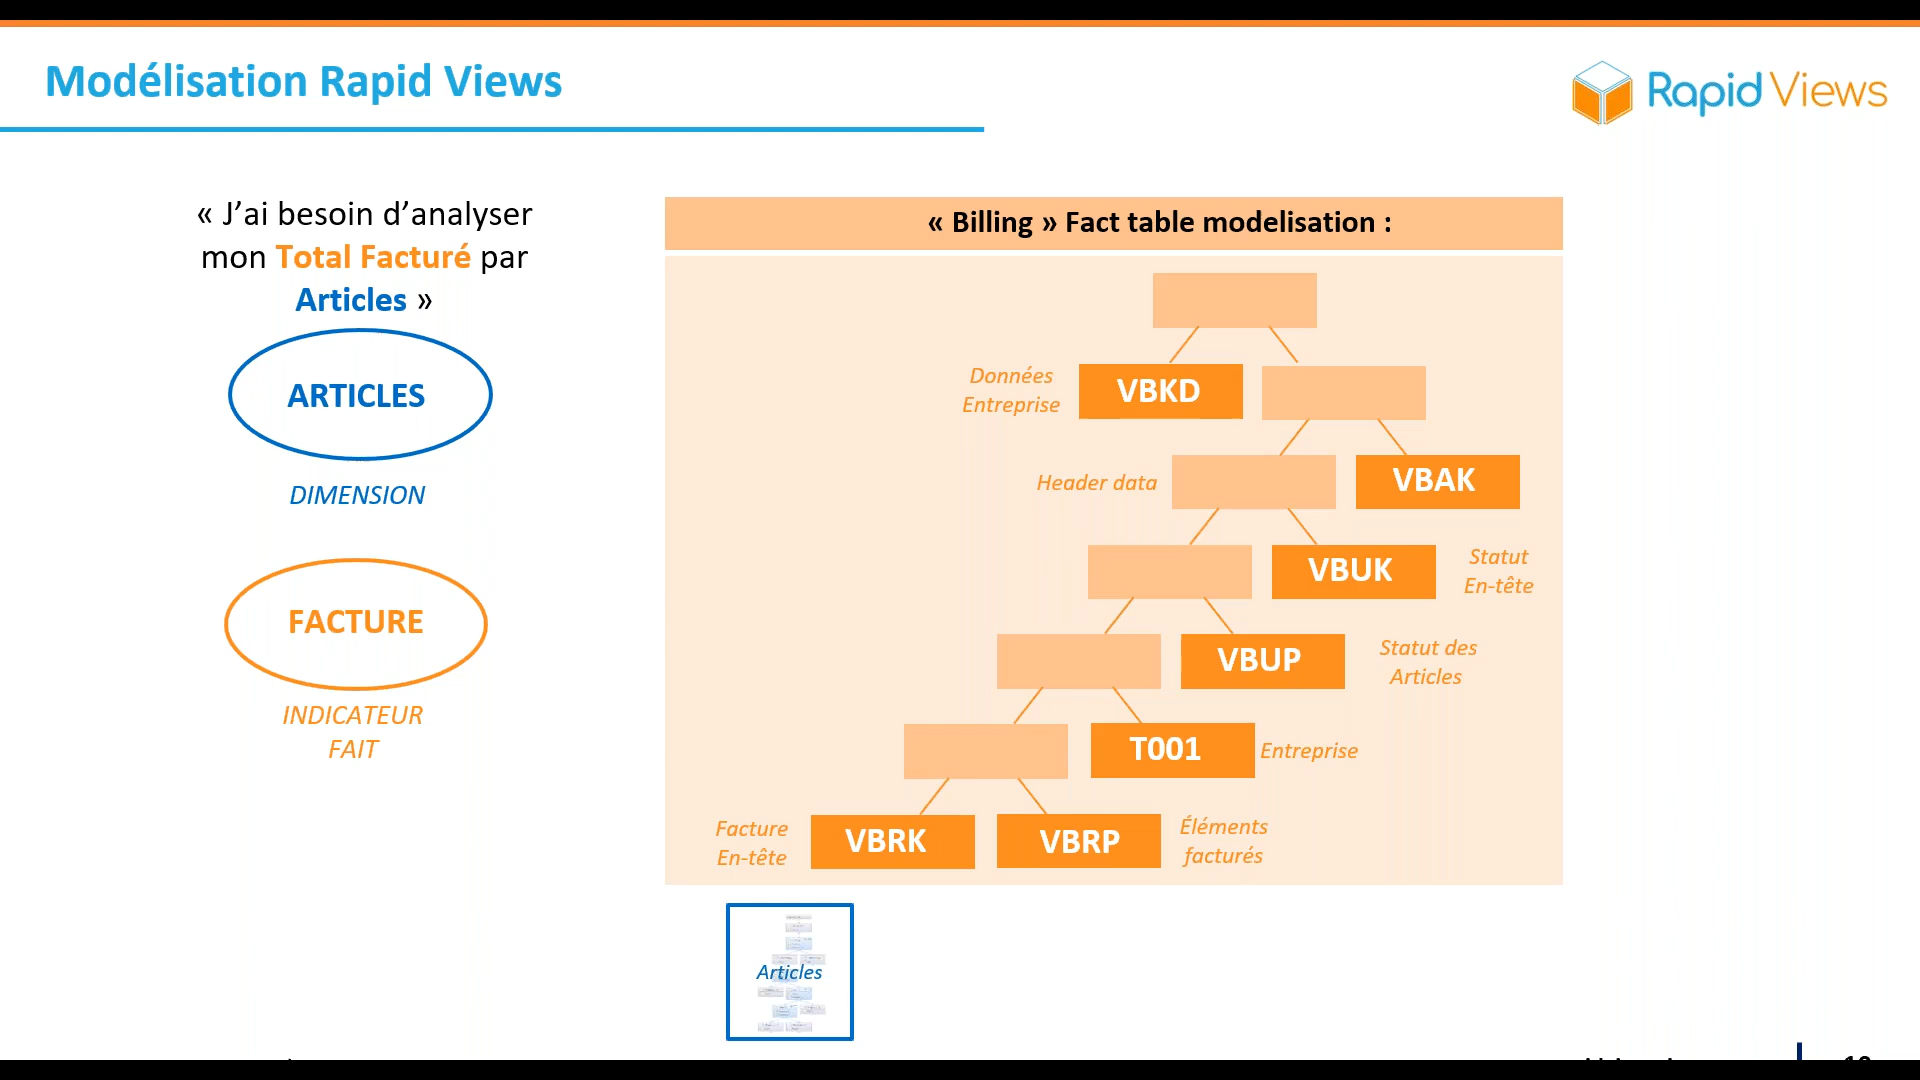 Modélisation Rapid Views
Rapid Views
« J’ai besoin d’analyser
mon Total Facturé par
Articles »
ARTICLES
DIMENSION
FACTURE
INDICATEUR
FAIT
« Billing » Fact table modelisation :
Données
Entreprise
VBKD
Header data
VBAK
VBUK
Statut
En-tête
VBUP
Statut des
Articles
T001
Entreprise
Facture
En-tête
VBRK
VBRP
Éléments
facturés
Articles